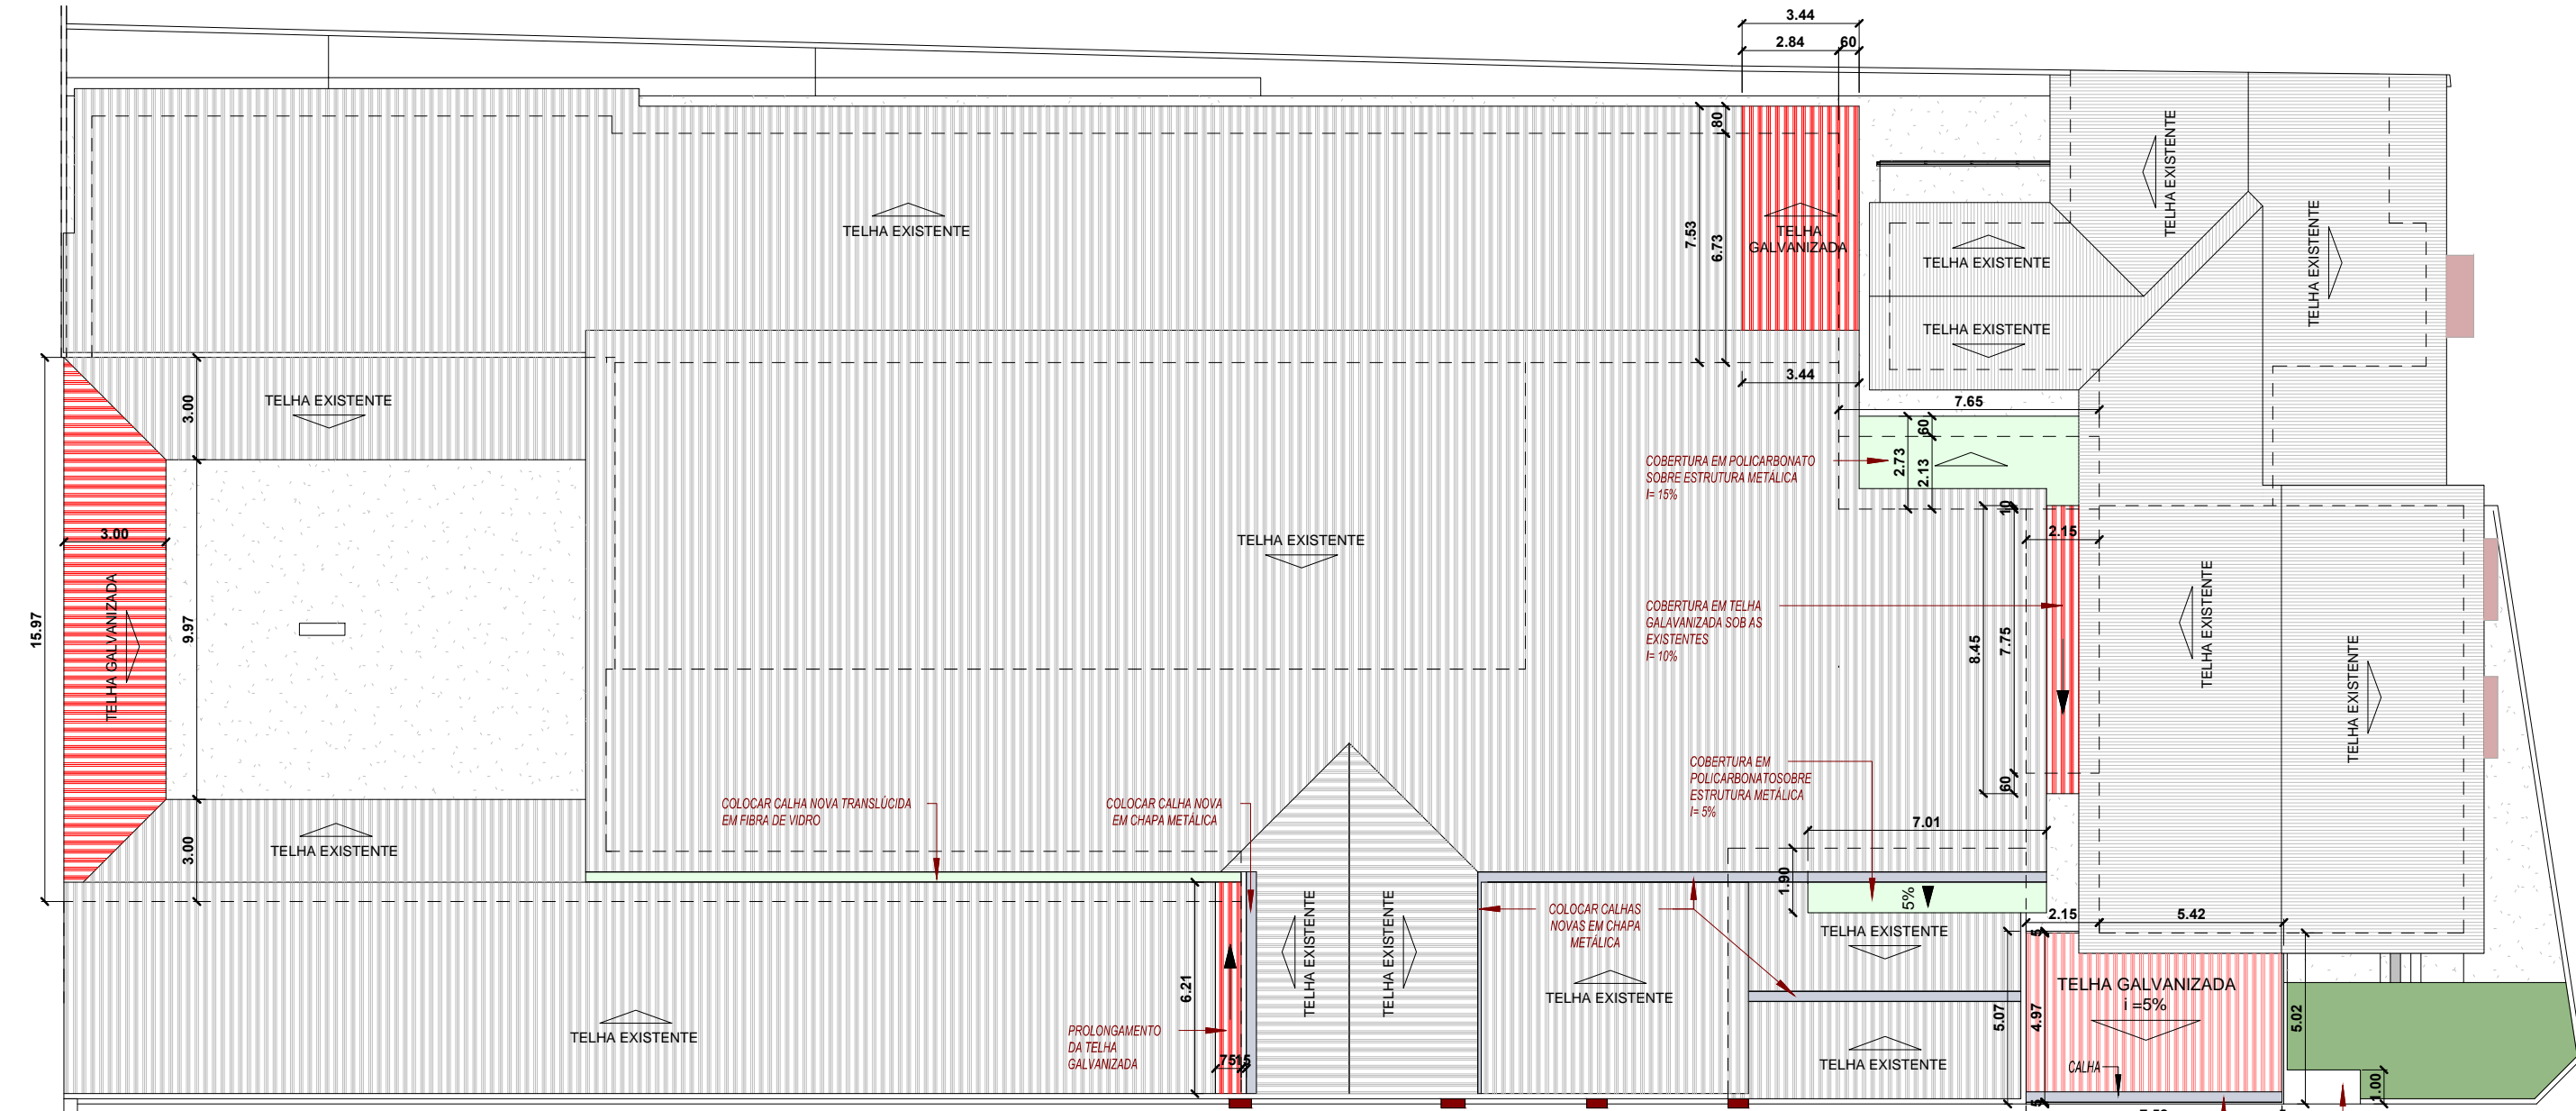 3.44
2.84
60
.80
7.53
6.73
TELHA EXISTENTE
TELHA
GALVANIZADA
TELHA EXISTENTE
TELHA EXISTENTE
TELHA EXISTENTE
TELHA EXISTENTE
3.44
7.65
3.00
TELHA EXISTENTE
COBERTURA EM POLICARBONATO
SOBRE ESTRUTURA METÁLICA
I= 15%
2.73
60
2.13
10
2.15
3.00
TELHA GALVANIZADA
15.97
9.97
TELHA EXISTENTE
COBERTURA EM TELHA
GALAVANIZADA SOB AS
EXISTENTES
I= 10%
8.45
7.75
60
TELHA EXISTENTE
TELHA EXISTENTE
COLOCAR CALHA NOVA TRANSLÚCIDA
EM FIBRA DE VIDRO
COLOCAR CALHA NOVA
EM CHAPA METÁLICA
COBERTURA EM
POLICARBONATOSOBRE
ESTRUTURA METÁLICA
I= 5%
7.01
3.00
TELHA EXISTENTE
1.90
5%
TELHA EXISTENTE
TELHA EXISTENTE
COLOCAR CALHAS
NOVAS EM CHAPA
METÁLICA
TELHA EXISTENTE
2.15
5.42
5
6.21
TELHA EXISTENTE
TELHA EXISTENTE
PROLONGAMENTO
DA TELHA
GALVANIZADA
75
15
TELHA EXISTENTE
5.07
4.97
TELHA GALVANIZADA
i =5%
5.02
CALHA
1.00
5